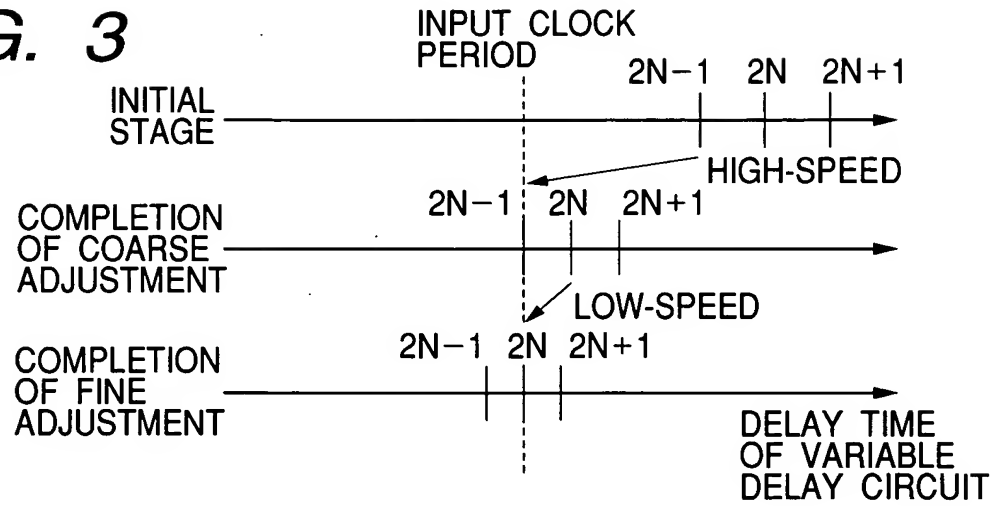 G. 3
INPUT CLOCK
PERIOD
2N−1 2N 2N+1
INITIAL
STAGE
HIGH-SPEED
2N−1 2N 2N+1
COMPLETION
OF COARSE
ADJUSTMENT
LOW-SPEED
2N−1 2N 2N+1
COMPLETION
OF FINE
ADJUSTMENT
DELAY TIME
OF VARIABLE
DELAY CIRCUIT